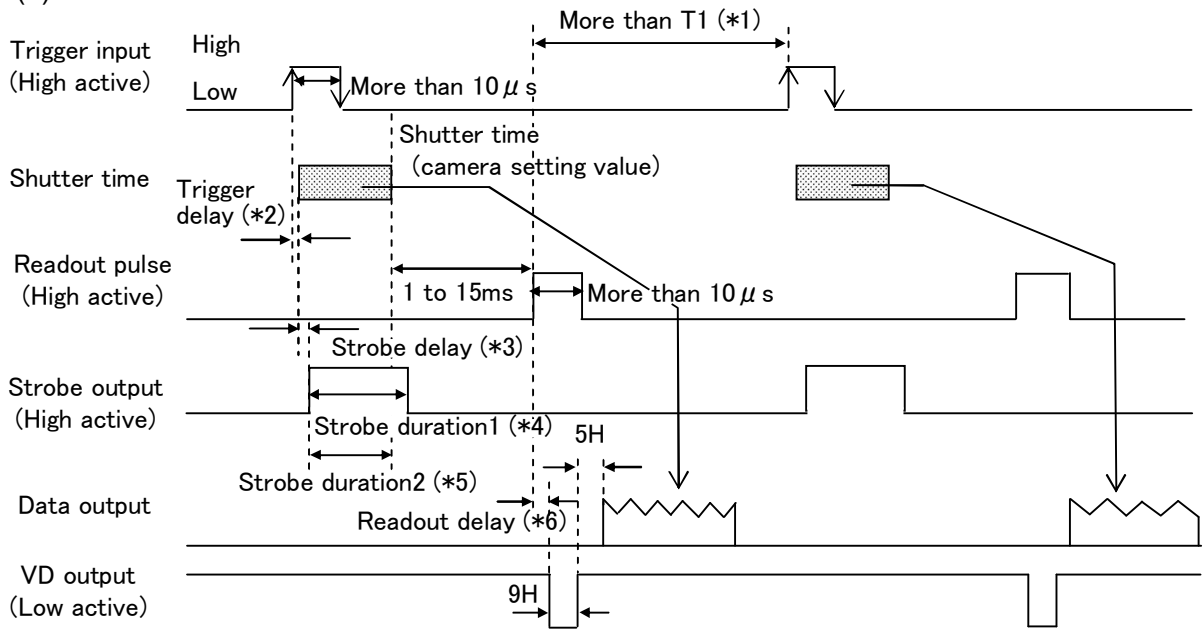 More than T1 (*1)
Trigger input
(High active)
High
Low
More than 10 μ s
Shutter time
(camera setting value)
Shutter time
Trigger
delay (*2)
Readout pulse
(High active)
1 to 15ms
More than 10 μ s
Strobe delay (*3)
Strobe output
(High active)
Strobe duration1 (*4)
5H
Strobe duration2 (*5)
Data output
Readout delay (*6)
VD output
(Low active)
9H